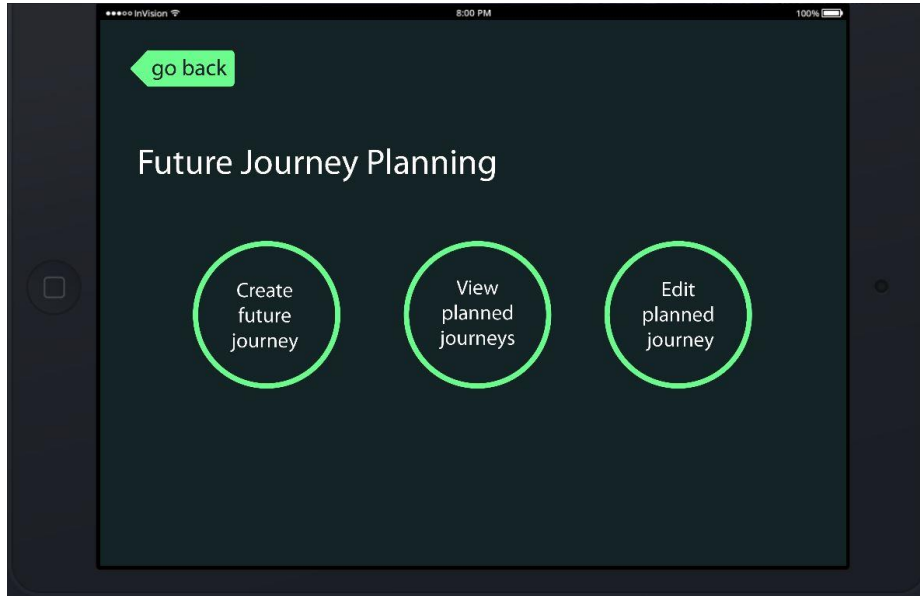 InVision 8:00 PM 100%
go back
Future Journey Planning
Create
future
journey
View
planned
journeys
Edit
planned
journey